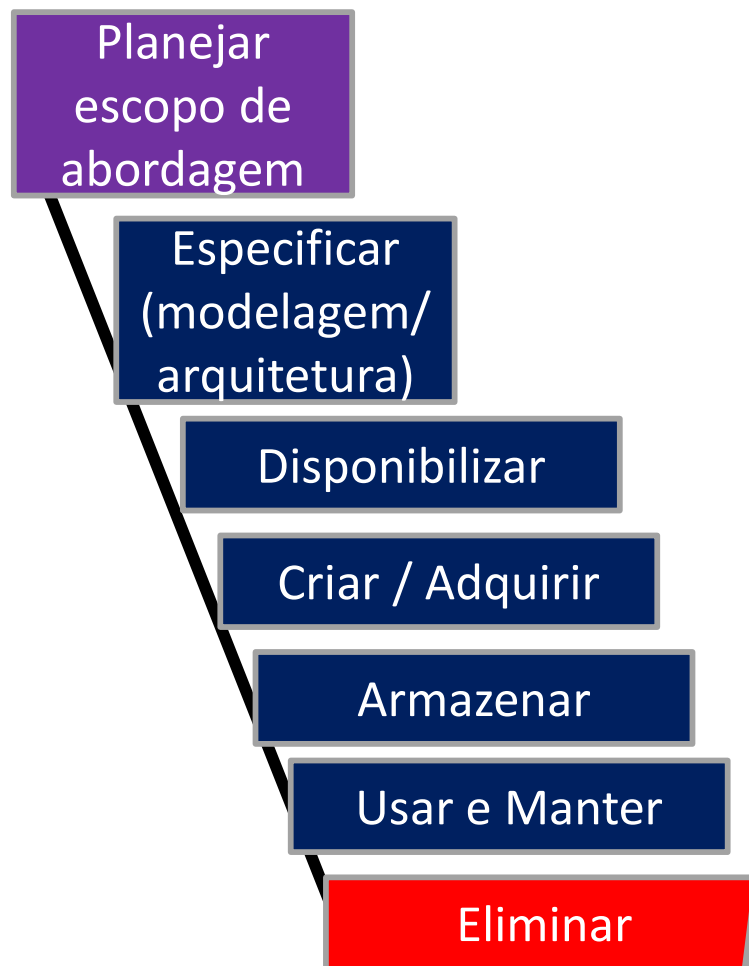 Planejar
escopo de
abordagem
Especificar
(modelagem/
arquitetura)
Disponibilizar
Criar / Adquirir
Armazenar
Usar e Manter
Eliminar